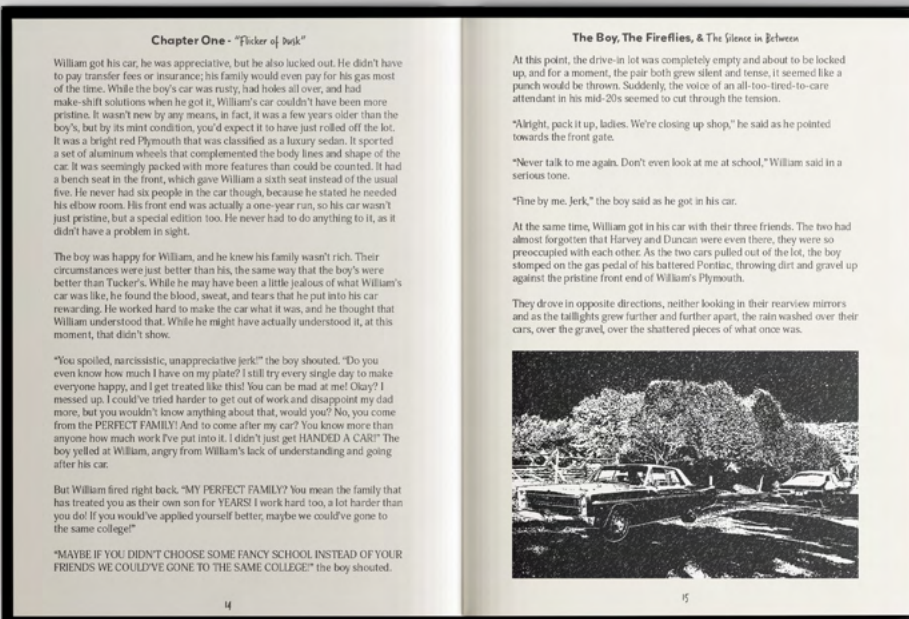 Chapter One - "Flicker of Dusk"
William got his car, he was appreciative, but he also lucked out. He didn't have
to pay transfer fees or insurance; his family would even pay for his gas most
of the time. While the boy's car was rusty, had holes all over, and had
make-shift solutions when he got it, William's car couldn't have been more
pristine. It wasn't new by any means, in fact, it was a few years older than the
boy's, but by its mint condition, you'd expect it to have just rolled off the lot.
It was a bright red Plymouth that was classified as a luxury sedan. It sported
a set of aluminum wheels that complemented the body lines and shape of the
car. It was seemingly packed with more features than could be counted. It had
a bench seat in the front, which gave William a sixth seat instead of the usual
five. He never had six people in the car though, because he stated he needed
his elbow room. His front end was actually a one-year run, so his car wasn't
just pristine, but a special edition too. He never had to do anything to it, as it
didn't have a problem in sight.
The boy was happy for William, and he knew his family wasn't rich. Their
circumstances were just better than his, the same way that the boy's were
better than Tucker's. While he may have been a little jealous of what William's
car was like, he found the blood, sweat, and tears that he put into his car
rewarding. He worked hard to make the car what it was, and he thought that
William understood that. While he might have actually understood it, at this
moment, that didn't show.
"You spoiled, narcissistic, unappreciative jerk!" the boy shouted. "Do you
even know how much I have on my plate? I still try every single day to make
everyone happy, and I get treated like this! You can be mad at me! Okay? I
messed up. I could've tried harder to get out of work and disappoint my dad
more, but you wouldn't know anything about that, would you? No, you come
from the PERFECT FAMILY! And to come after my car? You know more than
anyone how much work I've put into it. I didn't just get HANDED A CAR!" The
boy yelled at William, angry from William's lack of understanding and going
after his car.
But William fired right back. "MY PERFECT FAMILY? You mean the family that
has treated you as their own son for YEARS! I work hard too, a lot harder than
you do! If you would've applied yourself better, maybe we could've gone to
the same college!"
"MAYBE IF YOU DIDN'T CHOOSE SOME FANCY SCHOOL INSTEAD OF YOUR
FRIENDS WE COULD'VE GONE TO THE SAME COLLEGE!" the boy shouted.
14
The Boy, The Fireflies, & The Silence in Between
At this point, the drive-in lot was completely empty and about to be locked
up, and for a moment, the pair both grew silent and tense, it seemed like a
punch would be thrown. Suddenly, the voice of an all-too-tired-to-care
attendant in his mid-20s seemed to cut through the tension.
"Alright, pack it up, ladies. We're closing up shop," he said as he pointed
towards the front gate.
"Never talk to me again. Don't even look at me at school," William said in a
serious tone.
"Fine by me. Jerk," the boy said as he got in his car.
At the same time, William got in his car with their three friends. The two had
almost forgotten that Harvey and Duncan were even there, they were so
preoccupied with each other. As the two cars pulled out of the lot, the boy
stomped on the gas pedal of his battered Pontiac, throwing dirt and gravel up
against the pristine front end of William's Plymouth.
They drove in opposite directions, neither looking in their rearview mirrors
and as the taillights grew further and further apart, the rain washed over their
cars, over the gravel, over the shattered pieces of what once was.
15